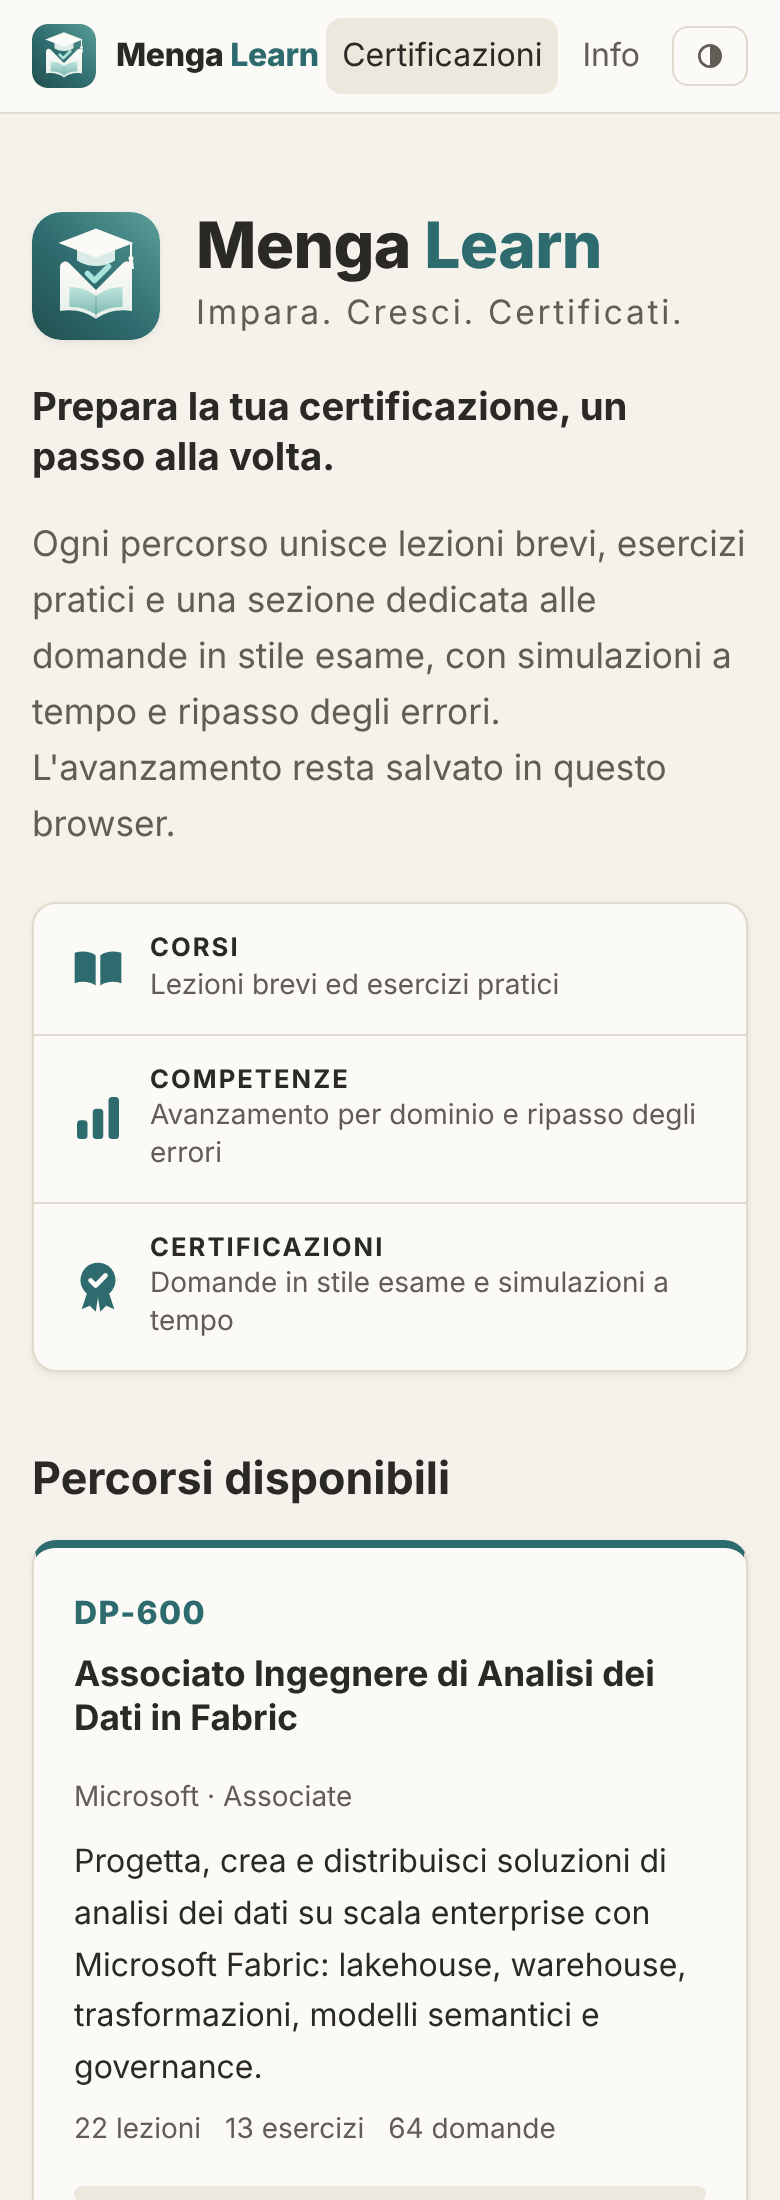 Menga Learn Certificazioni Info
Menga Learn
Impara. Cresci. Certificati.
Prepara la tua certificazione, un
passo alla volta.
Ogni percorso unisce lezioni brevi, esercizi
pratici e una sezione dedicata alle
domande in stile esame, con simulazioni a
tempo e ripasso degli errori.
L'avanzamento resta salvato in questo
browser.
CORSI
Lezioni brevi ed esercizi pratici
COMPETENZE
Avanzamento per dominio e ripasso degli
errori
CERTIFICAZIONI
Domande in stile esame e simulazioni a
tempo
Percorsi disponibili
DP-600
Associato Ingegnere di Analisi dei
Dati in Fabric
Microsoft · Associate
Progetta, crea e distribuisci soluzioni di
analisi dei dati su scala enterprise con
Microsoft Fabric: lakehouse, warehouse,
trasformazioni, modelli semantici e
governance.
22 lezioni 13 esercizi 64 domande